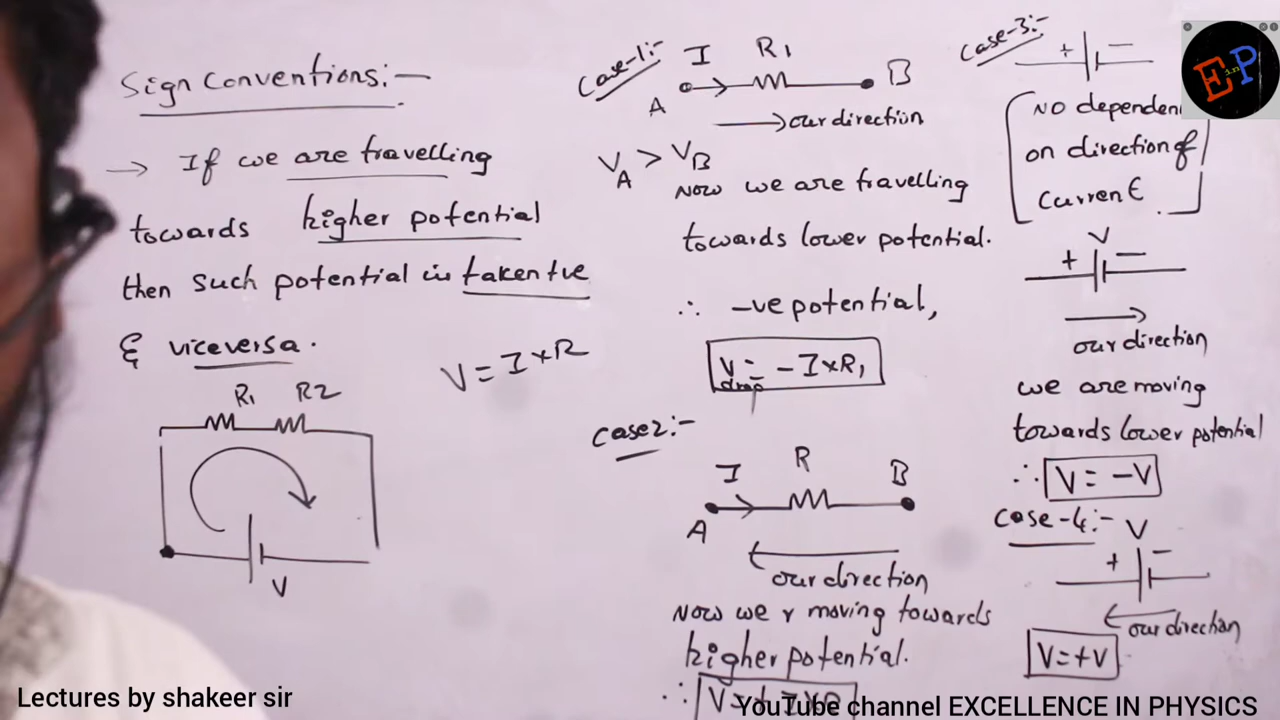 Sign Conventions:-
→ If we are travelling
towards higher potential
then such potential is taken +ve
& viceversa.
V = I × R
R1 R2
V
Case-1:-
I R1
A B
→ our direction
VA > VB
Now we are travelling
towards lower potential.
∴ -ve potential,
V = - I×R1
drop
Case2:-
I R B
A
our direction
Now we r moving towards
higher potential.
∴ V = + I×R
Case-3:-
+ -
No dependen
on direction of
current
V
+ -
our direction
we are moving
towards lower potential
∴ V = -V
Case-4:- V
+ -
our direction
V=+V
E in P
Lectures by shakeer sir
YouTube channel EXCELLENCE IN PHYSICS